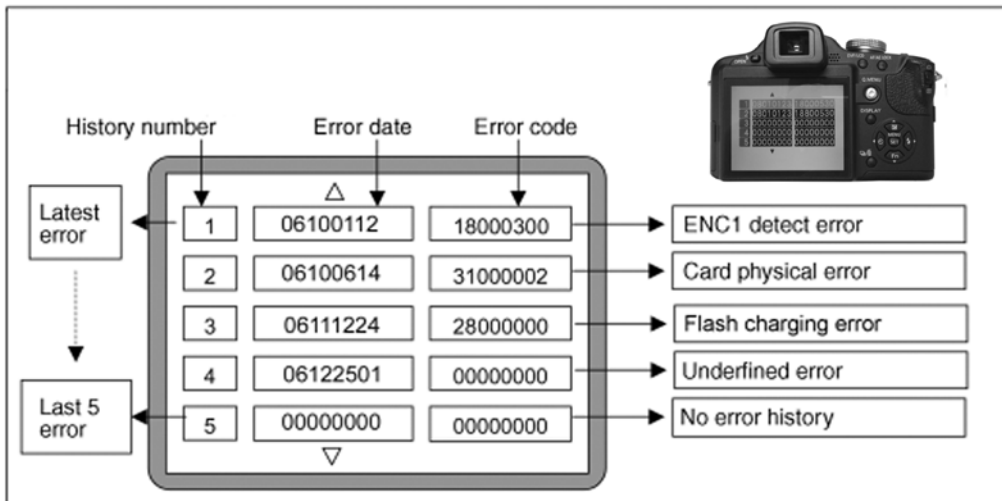 History number Error date Error code
Latest error
1 06100112 18000300 ENC1 detect error
2 06100614 31000002 Card physical error
3 06111224 28000000 Flash charging error
4 06122501 00000000 Underfined error
Last 5 error
5 00000000 00000000 No error history
DISPLAY
MENU